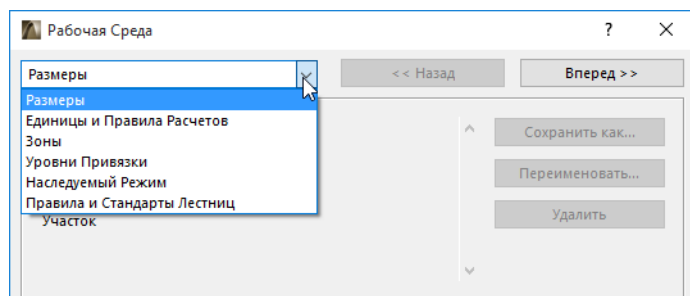 Рабочая Среда ?
Размеры << Назад Вперед >>
Размеры
Единицы и Правила Расчетов
Зоны Сохранить как...
Уровни Привязки Переименовать...
Наследуемый Режим
Правила и Стандарты Лестниц Удалить
Участок